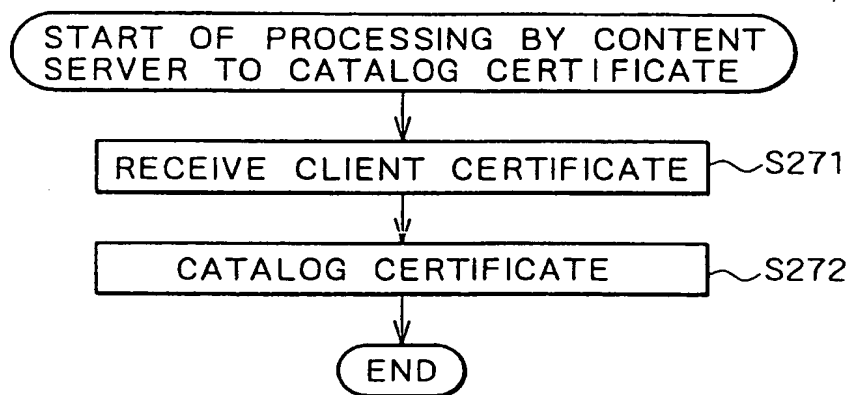 START OF PROCESSING BY CONTENT
SERVER TO CATALOG CERTIFICATE
RECEIVE CLIENT CERTIFICATE
S271
CATALOG CERTIFICATE
S272
END